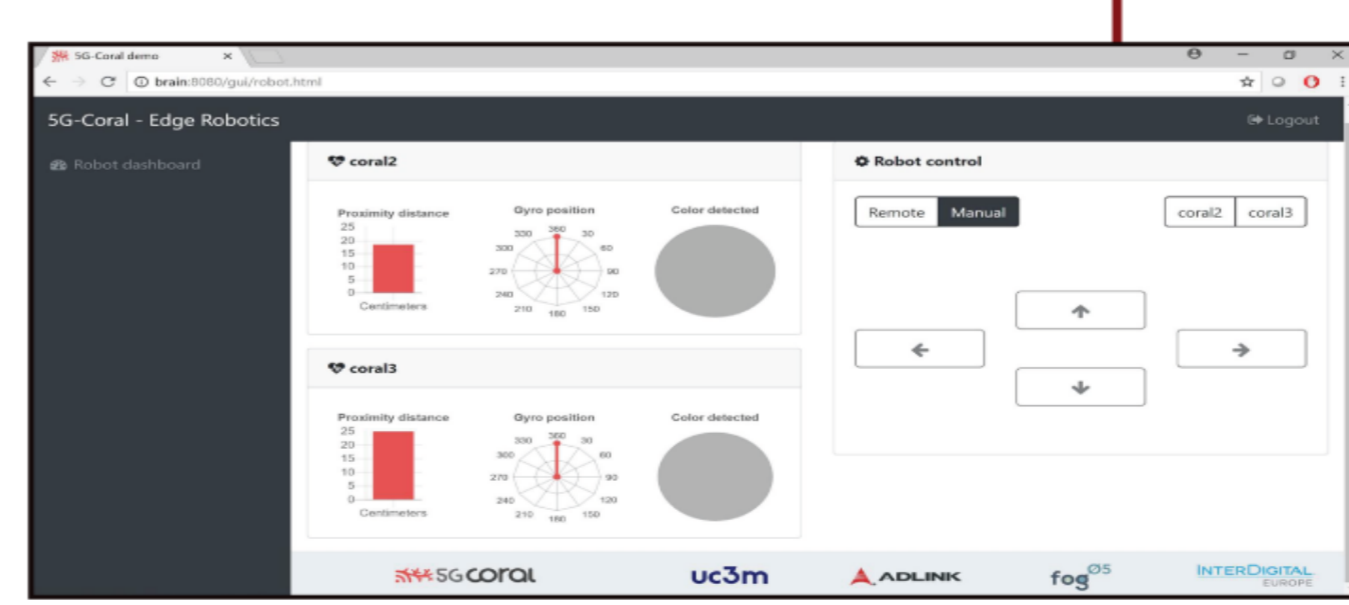 5G-Coral demo
brain:8080/gui/robot.html
5G-Coral - Edge Robotics
Logout
Robot dashboard
coral2
Proximity distance
25
20
15
10
5
0
Centimeters
Gyro position
360
30
60
90
120
150
180
210
240
270
300
330
Color detected
coral3
Proximity distance
25
20
15
10
5
0
Centimeters
Gyro position
360
30
60
90
120
150
180
210
240
270
300
330
Color detected
Robot control
Remote Manual
coral2 coral3
5G CORAL
uc3m
ADLINK
fog05
INTERDIGITAL
EUROPE